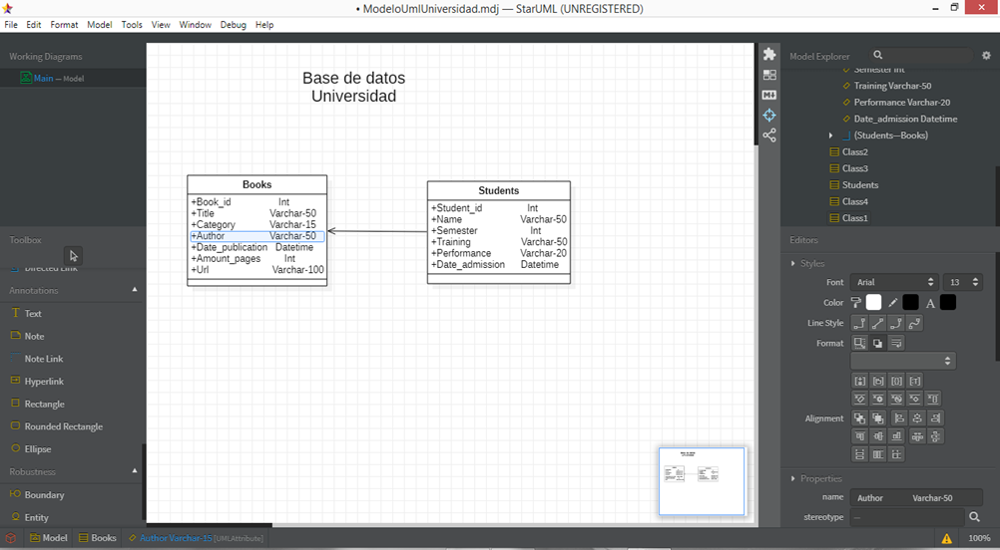 • ModeloUmlUniversidad.mdj — StarUML (UNREGISTERED)
File Edit Format Model Tools View Window Debug Help
Working Diagrams
Main — Model
Toolbox
Directed Link
Annotations
Text
Note
Note Link
Hyperlink
Rectangle
Rounded Rectangle
Ellipse
Robustness
Boundary
Entity
Base de datos
Universidad
Books
+Book_id Int
+Title Varchar-50
+Category Varchar-15
+Author Varchar-50
+Date_publication Datetime
+Amount_pages Int
+Url Varchar-100
Students
+Student_id Int
+Name Varchar-50
+Semester Int
+Training Varchar-50
+Performance Varchar-20
+Date_admission Datetime
Model Explorer
Semester Int
Training Varchar-50
Performance Varchar-20
Date_admission Datetime
(Students—Books)
Class2
Class3
Students
Class4
Class1
Editors
Styles
Font Arial 13
Color A
Line Style
Format
Alignment
Properties
name Author Varchar-50
stereotype —
Model Books Author Varchar-15 [UMLAttribute] 100%